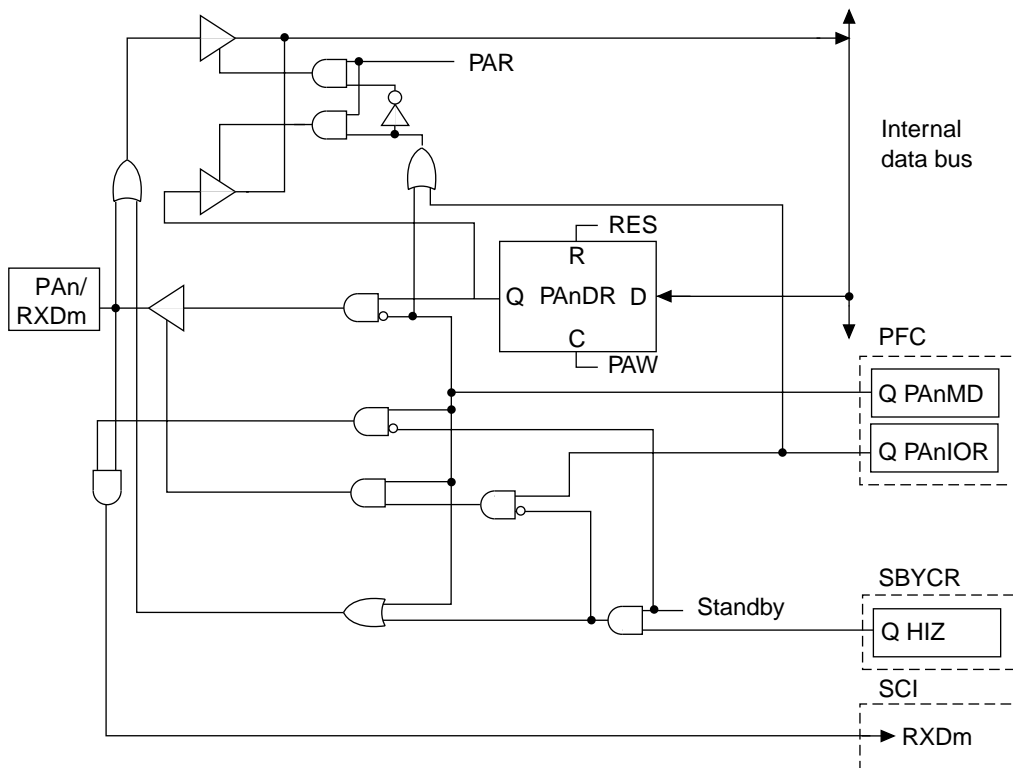 PAR
Internal
data bus
RES
R
PAn/
RXDm
Q PAnDR D
C
PAW
PFC
Q PAnMD
Q PAnIOR
SBYCR
Standby
Q HIZ
SCI
RXDm